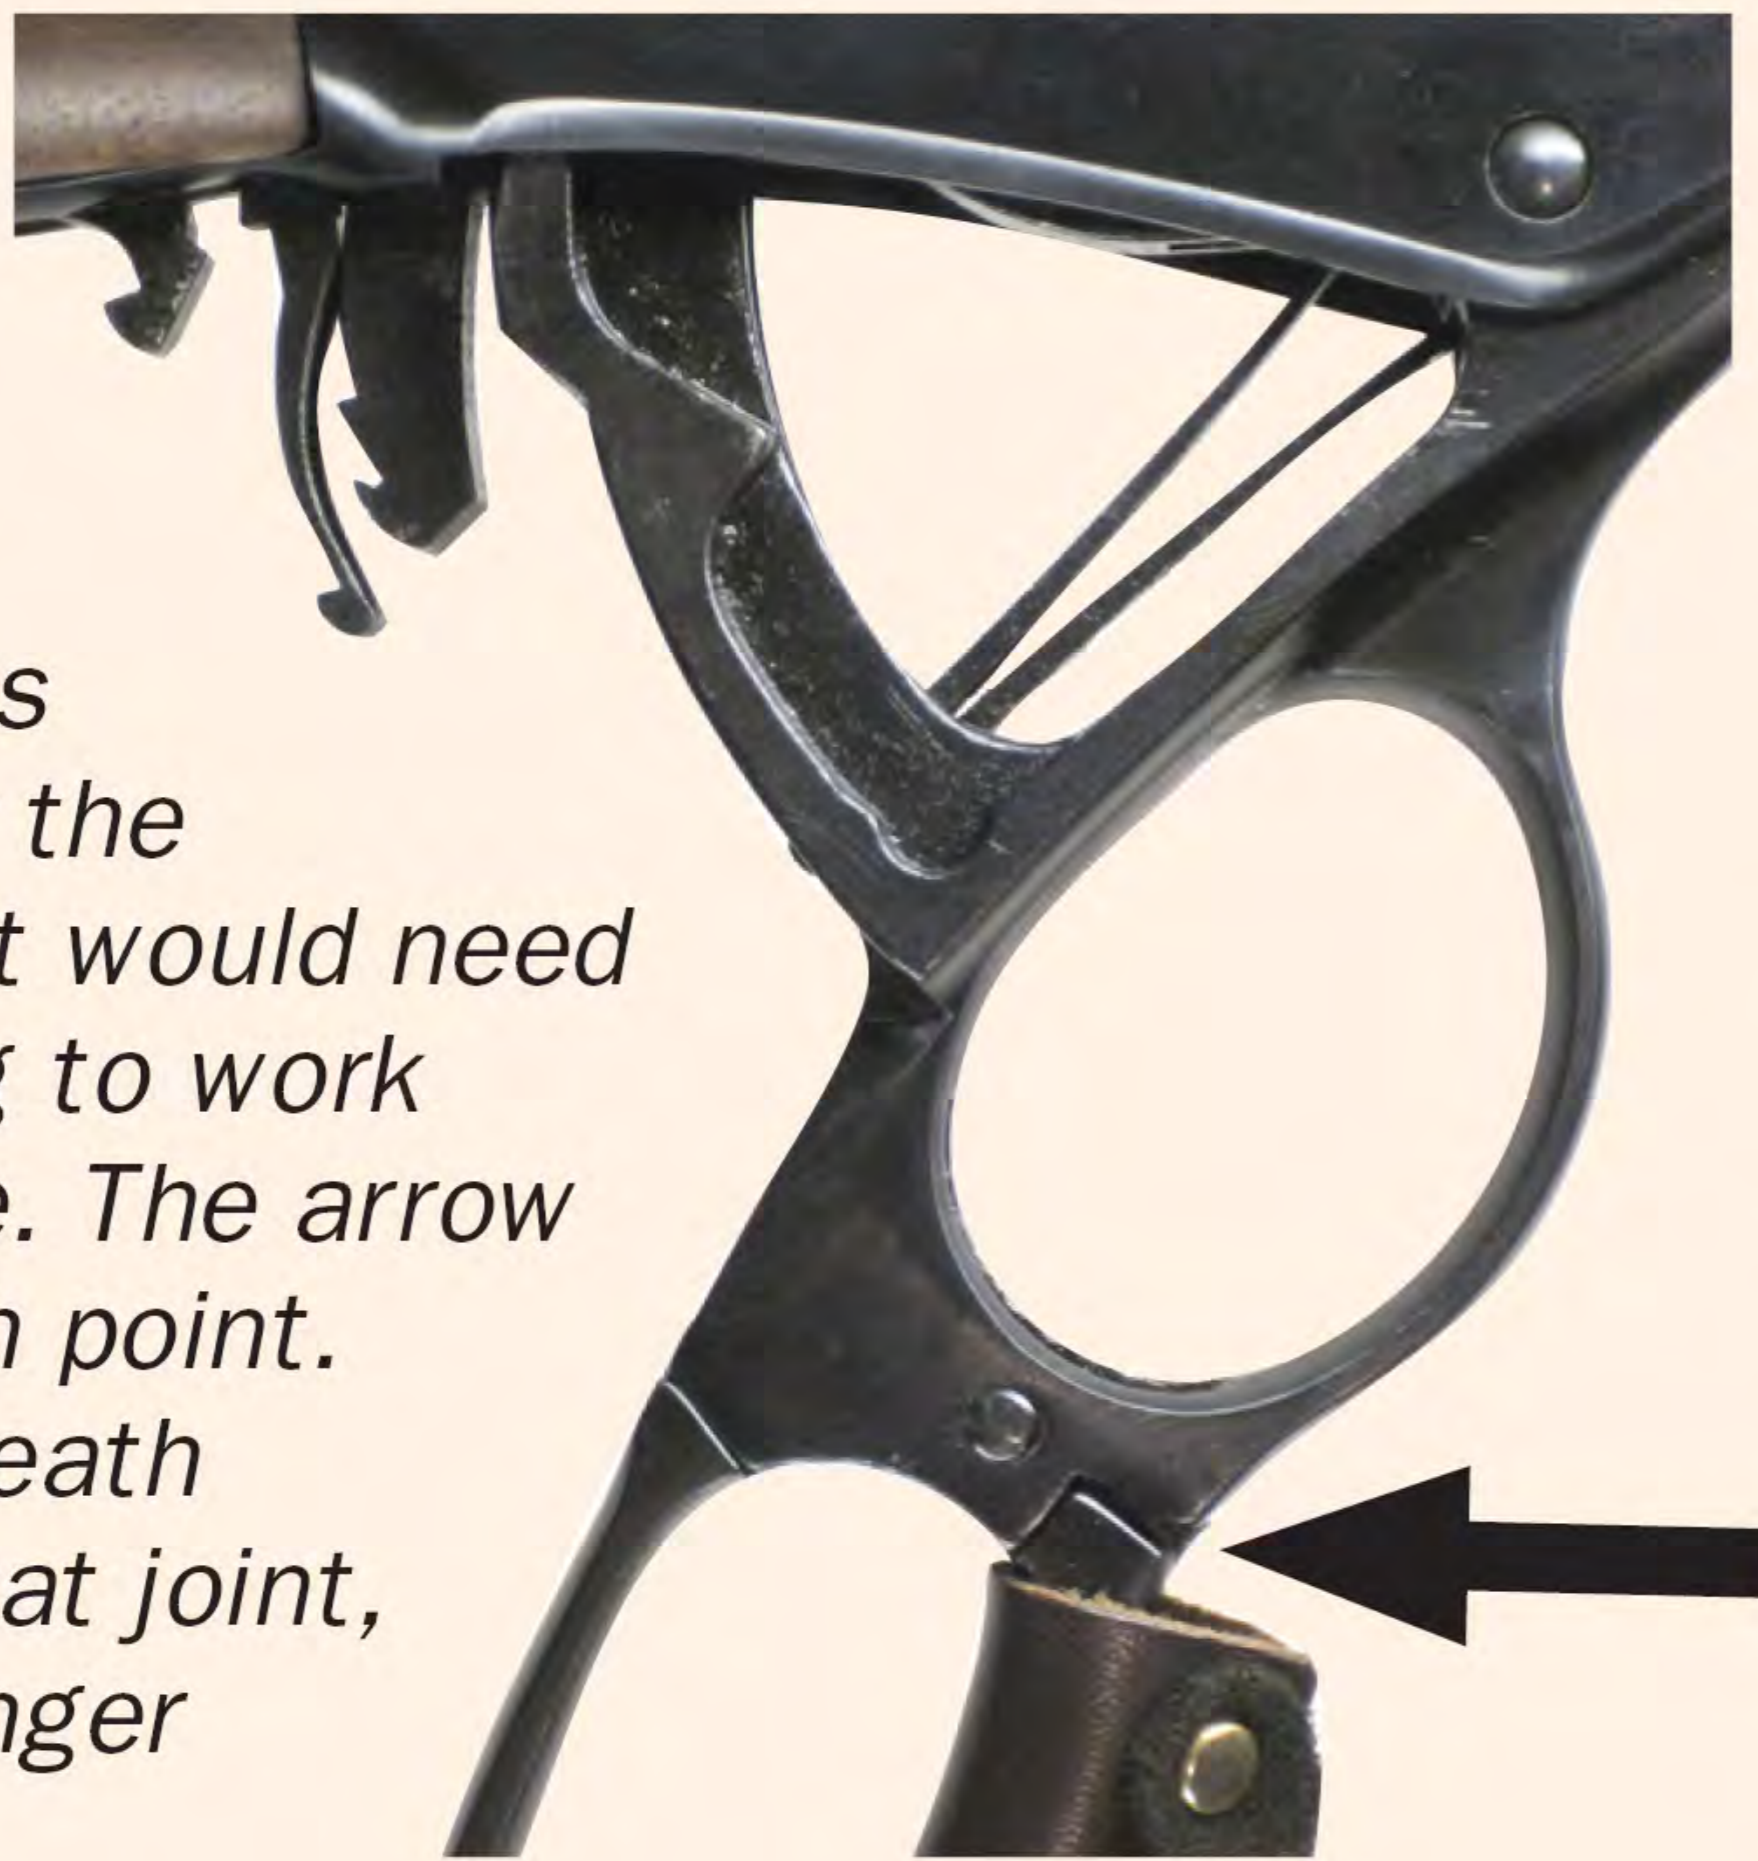 s
the
t would need
g to work
e. The arrow
n point.
eath
at joint,
nger